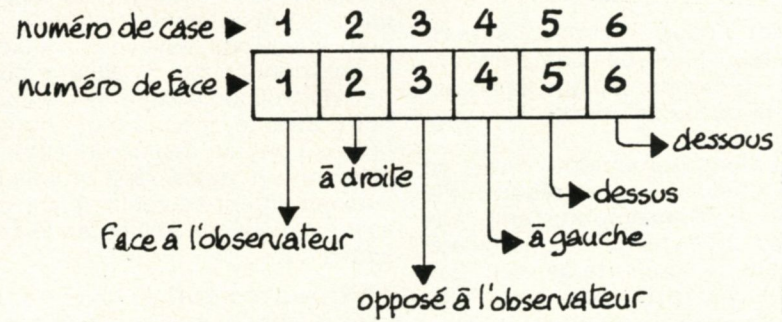 numéro de case ▶ 1 2 3 4 5 6
numéro de face ▶ 1 2 3 4 5 6
dessous
à droite
dessus
face à l'observateur
à gauche
opposé à l'observateur